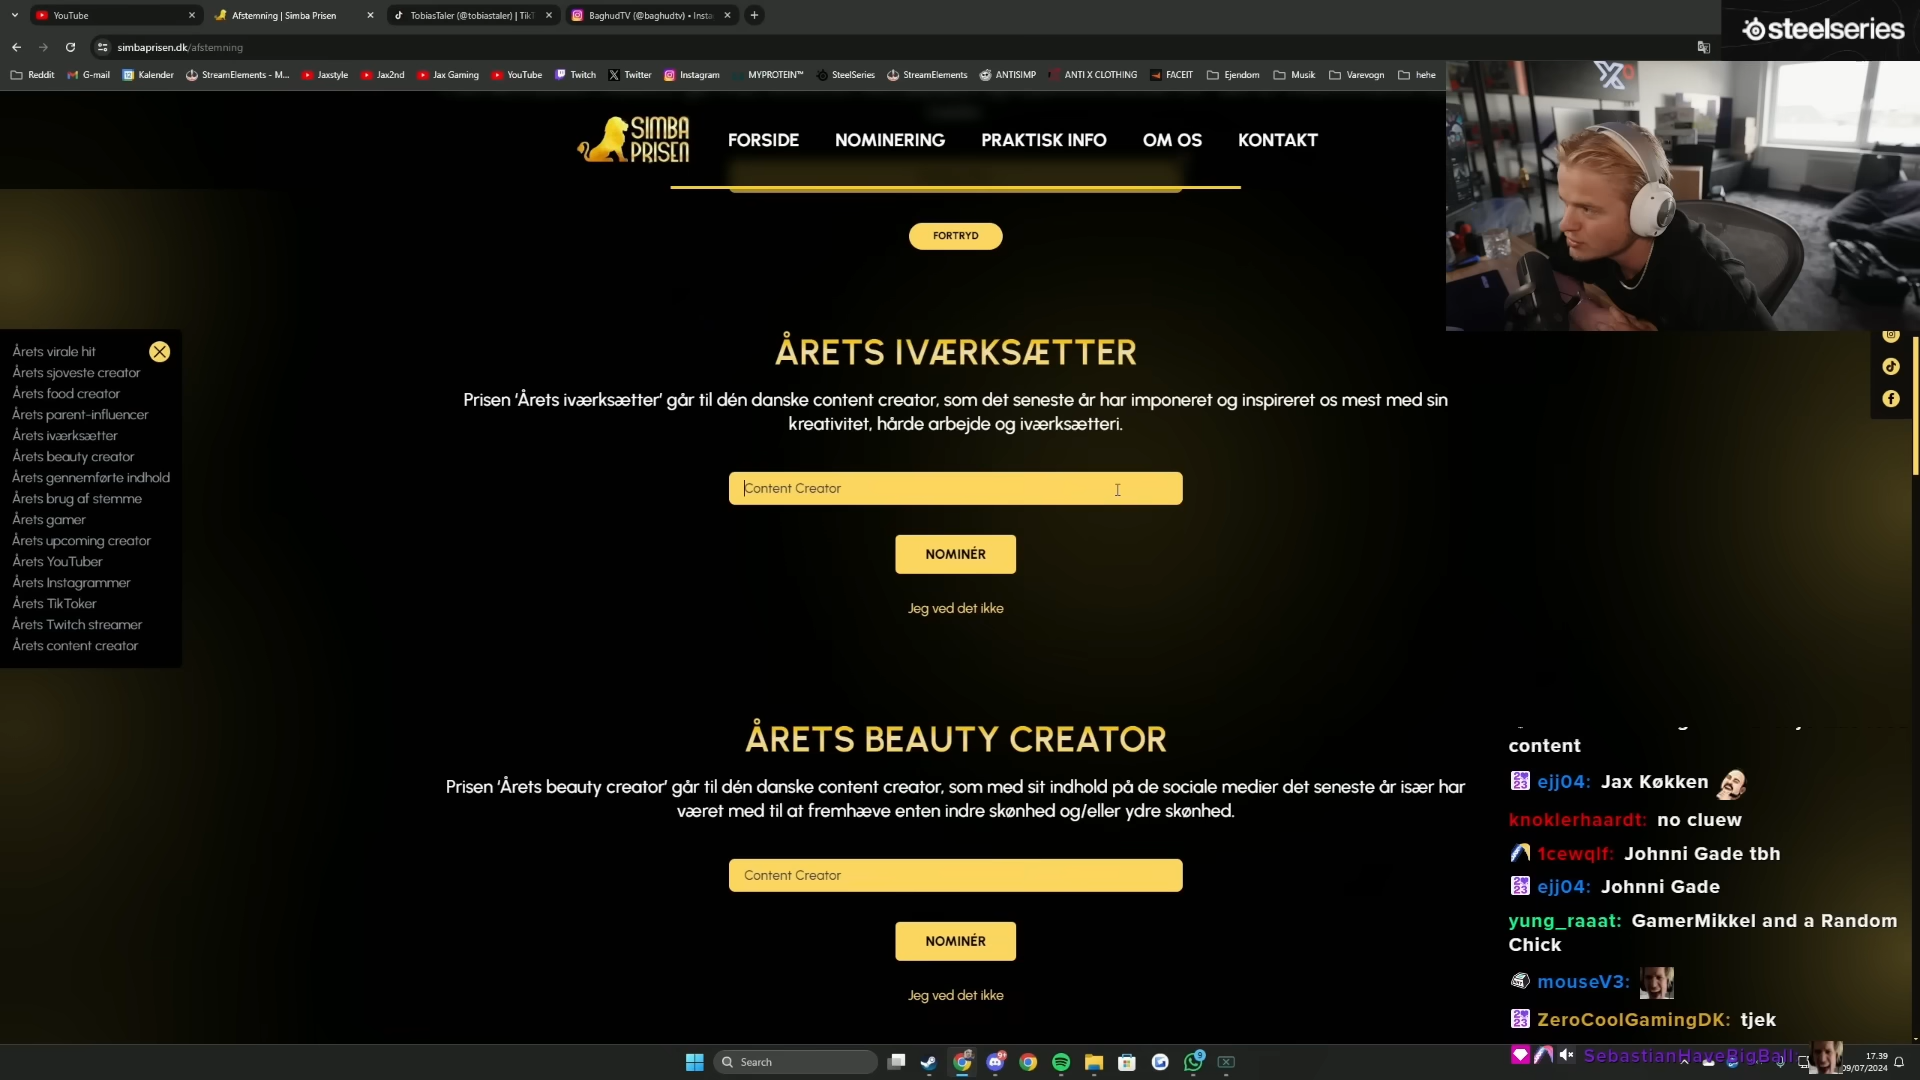 YouTube
Afstemning | Simba Prisen
TobiasTaler (@tobiastaler) | TikT
BaghudTV (@baghudtv) • Insta
steelseries
simbaprisen.dk/afstemning
Reddit
G-mail
Kalender
StreamElements - M...
Jaxstyle
Jax2nd
Jax Gaming
YouTube
Twitch
Twitter
Instagram
MYPROTEIN™
SteelSeries
StreamElements
ANTISIMP
ANTI X CLOTHING
FACEIT
Ejendom
Musik
Varevogn
hehe
SIMBA
PRISEN
FORSIDE
NOMINERING
PRAKTISK INFO
OM OS
KONTAKT
FORTRYD
ÅRETS IVÆRKSÆTTER
Prisen ‘Årets iværksætter’ går til dén danske content creator, som det seneste år har imponeret og inspireret os mest med sin
kreativitet, hårde arbejde og iværksætteri.
Content Creator
NOMINÉR
Jeg ved det ikke
Årets virale hit
Årets sjoveste creator
Årets food creator
Årets parent-influencer
Årets iværksætter
Årets beauty creator
Årets gennemførte indhold
Årets brug af stemme
Årets gamer
Årets upcoming creator
Årets YouTuber
Årets Instagrammer
Årets TikToker
Årets Twitch streamer
Årets content creator
ÅRETS BEAUTY CREATOR
Prisen ‘Årets beauty creator’ går til dén danske content creator, som med sit indhold på de sociale medier det seneste år især har
været med til at fremhæve enten indre skønhed og/eller ydre skønhed.
Content Creator
NOMINÉR
Jeg ved det ikke
content
ejj04: Jax Køkken
knoklerhaardt: no cluew
1cewqlf: Johnni Gade tbh
ejj04: Johnni Gade
yung_raaat: GamerMikkel and a Random
Chick
mouseV3:
ZeroCoolGamingDK: tjek
SebastianHaveBigBall:
Search
17.39
09/07/2024